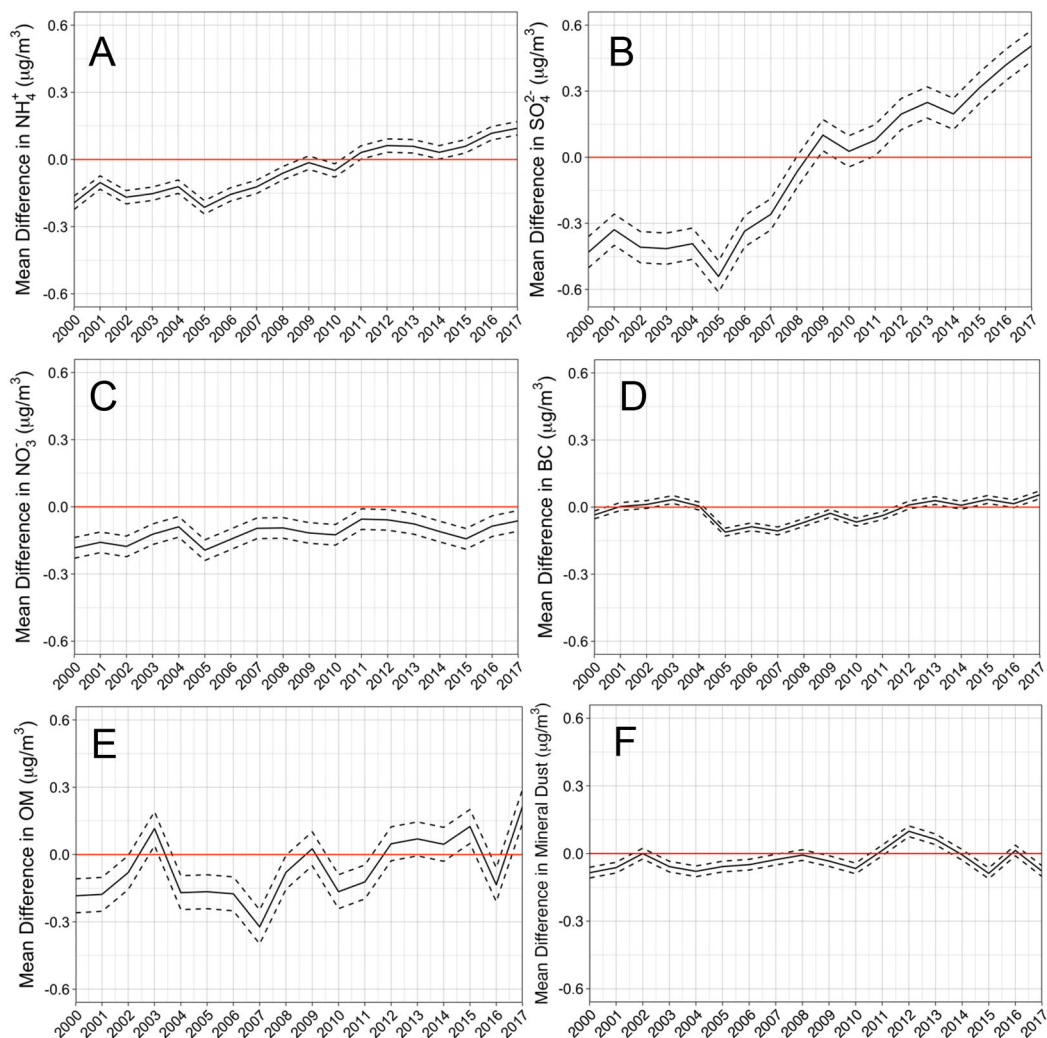 A
Mean Difference in NH₄⁺ (μg/m³)
0.6
0.3
0.0
-0.3
-0.6
2000 2001 2002 2003 2004 2005 2006 2007 2008 2009 2010 2011 2012 2013 2014 2015 2016 2017
B
Mean Difference in SO₄²⁻ (μg/m³)
0.6
0.3
0.0
-0.3
-0.6
2000 2001 2002 2003 2004 2005 2006 2007 2008 2009 2010 2011 2012 2013 2014 2015 2016 2017
C
Mean Difference in NO₃⁻ (μg/m³)
0.6
0.3
0.0
-0.3
-0.6
2000 2001 2002 2003 2004 2005 2006 2007 2008 2009 2010 2011 2012 2013 2014 2015 2016 2017
D
Mean Difference in BC (μg/m³)
0.6
0.3
0.0
-0.3
-0.6
2000 2001 2002 2003 2004 2005 2006 2007 2008 2009 2010 2011 2012 2013 2014 2015 2016 2017
E
Mean Difference in OM (μg/m³)
0.6
0.3
0.0
-0.3
-0.6
2000 2001 2002 2003 2004 2005 2006 2007 2008 2009 2010 2011 2012 2013 2014 2015 2016 2017
F
Mean Difference in Mineral Dust (μg/m³)
0.6
0.3
0.0
-0.3
-0.6
2000 2001 2002 2003 2004 2005 2006 2007 2008 2009 2010 2011 2012 2013 2014 2015 2016 2017